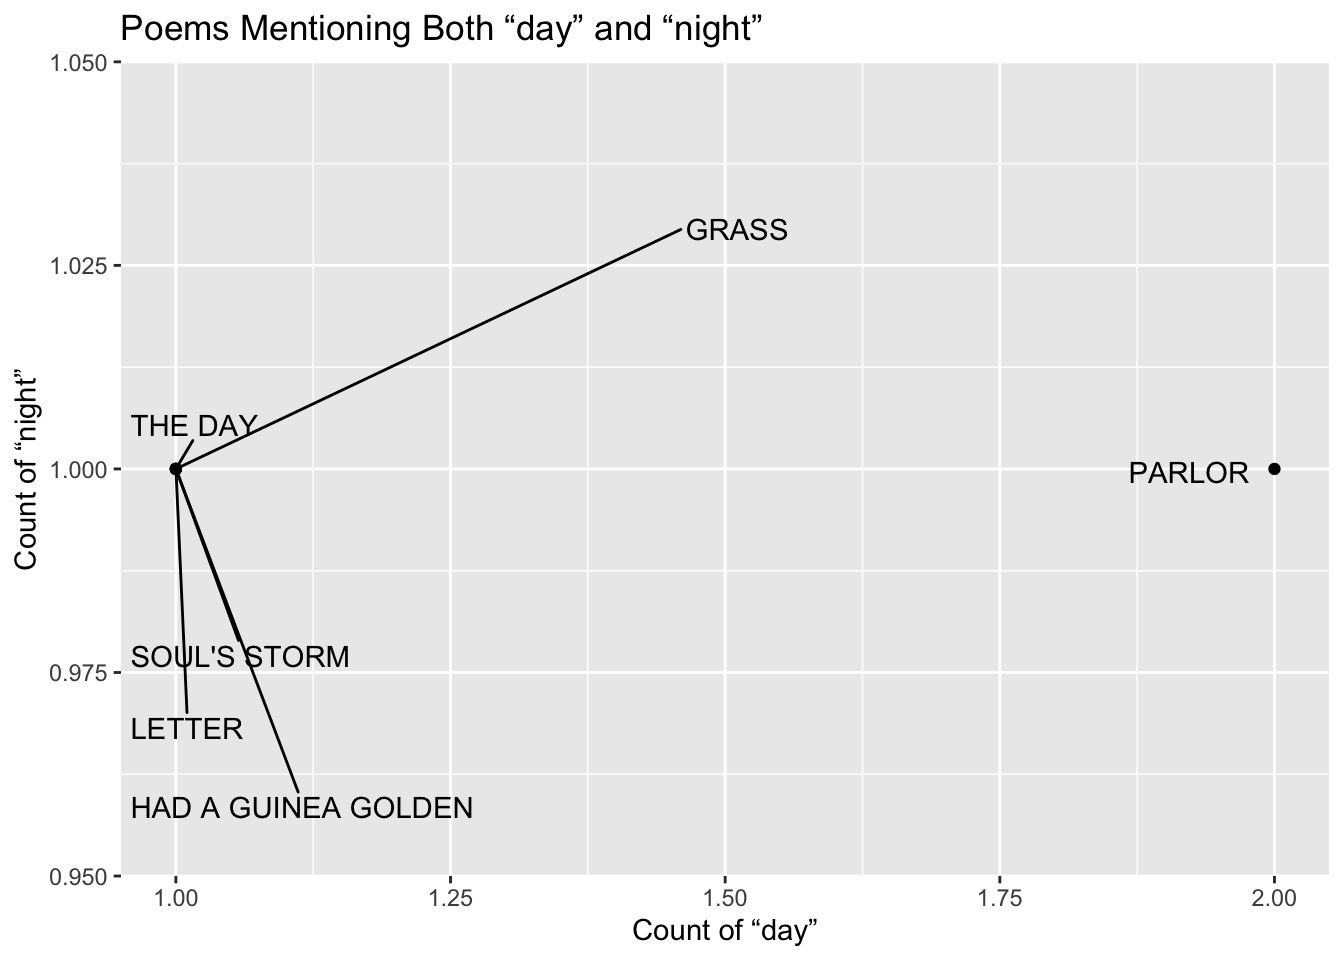 Poems Mentioning Both “day” and “night”
1.050
GRASS
1.025
THE DAY
Count of “night”
1.000
PARLOR
SOUL'S STORM
0.975
LETTER
HAD A GUINEA GOLDEN
0.950
1.00 1.25 1.50 1.75 2.00
Count of “day”